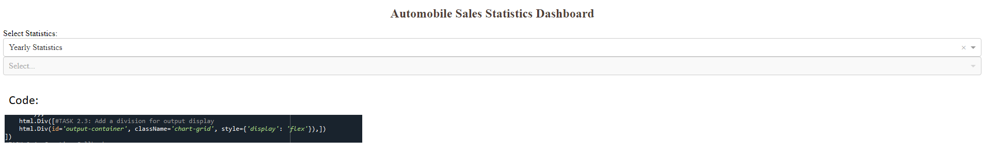 Automobile Sales Statistics Dashboard
Select Statistics:
Yearly Statistics
Select...
Code:
html.Div([#TASK 2.3: Add a division for output display
html.Div(id='output-container', className='chart-grid', style={'display': 'flex'}),])
])